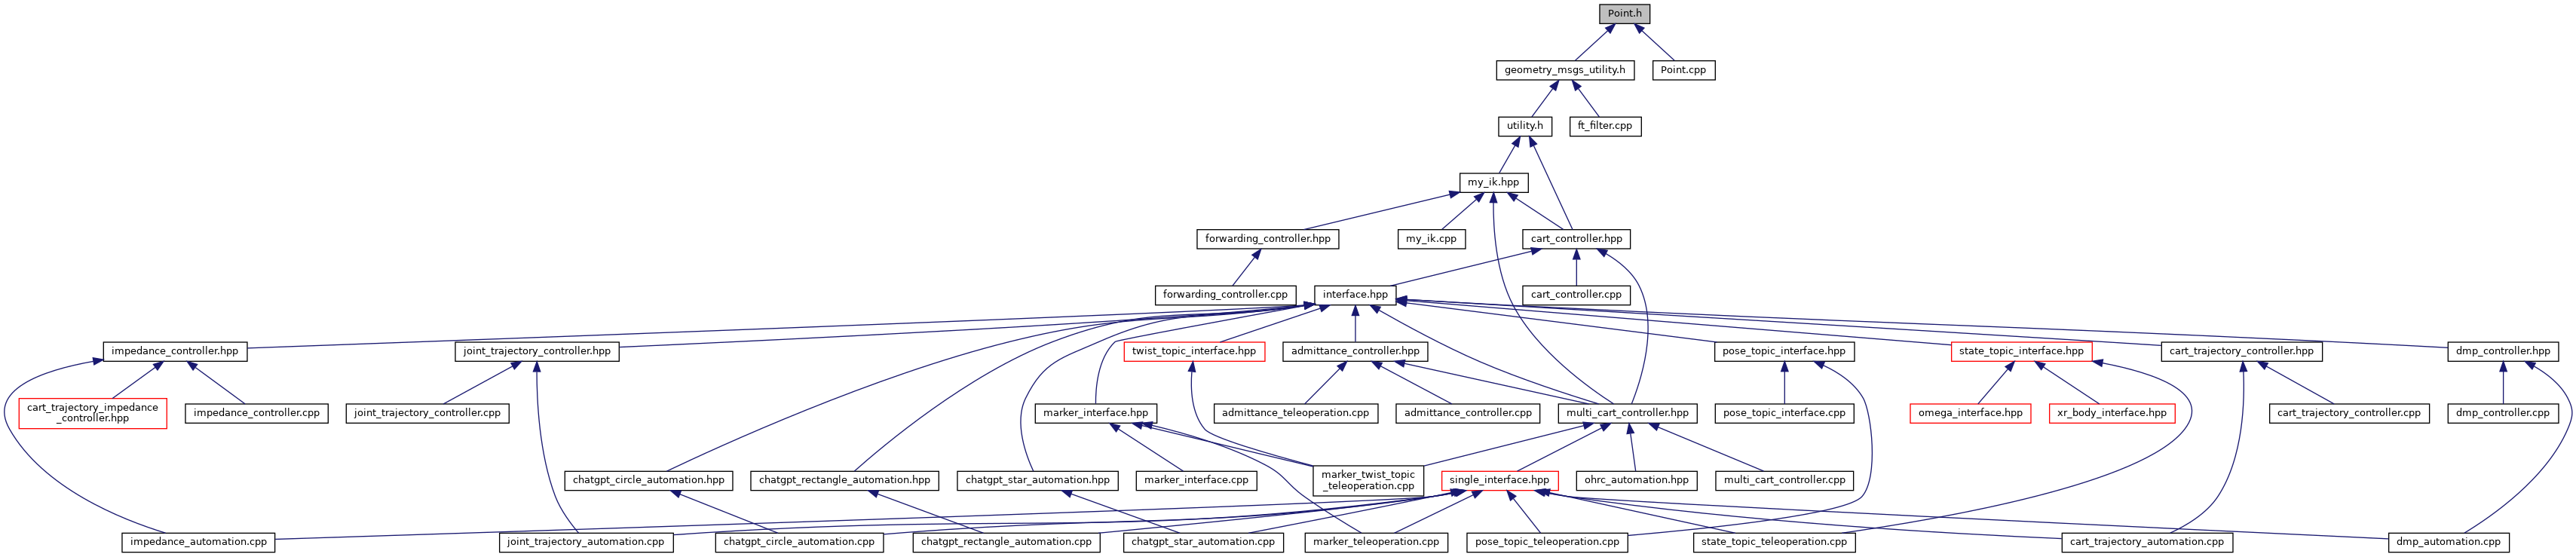 Point.h
geometry_msgs_utility.h
Point.cpp
utility.h
ft_filter.cpp
my_ik.hpp
forwarding_controller.hpp
my_ik.cpp
cart_controller.hpp
forwarding_controller.cpp
interface.hpp
cart_controller.cpp
impedance_controller.hpp
joint_trajectory_controller.hpp
twist_topic_interface.hpp
admittance_controller.hpp
pose_topic_interface.hpp
state_topic_interface.hpp
cart_trajectory_controller.hpp
dmp_controller.hpp
cart_trajectory_impedance
_controller.hpp
impedance_controller.cpp
joint_trajectory_controller.cpp
marker_interface.hpp
admittance_teleoperation.cpp
admittance_controller.cpp
multi_cart_controller.hpp
pose_topic_interface.cpp
omega_interface.hpp
xr_body_interface.hpp
cart_trajectory_controller.cpp
dmp_controller.cpp
chatgpt_circle_automation.hpp
chatgpt_rectangle_automation.hpp
chatgpt_star_automation.hpp
marker_interface.cpp
marker_twist_topic
_teleoperation.cpp
single_interface.hpp
ohrc_automation.hpp
multi_cart_controller.cpp
impedance_automation.cpp
joint_trajectory_automation.cpp
chatgpt_circle_automation.cpp
chatgpt_rectangle_automation.cpp
chatgpt_star_automation.cpp
marker_teleoperation.cpp
pose_topic_teleoperation.cpp
state_topic_teleoperation.cpp
cart_trajectory_automation.cpp
dmp_automation.cpp